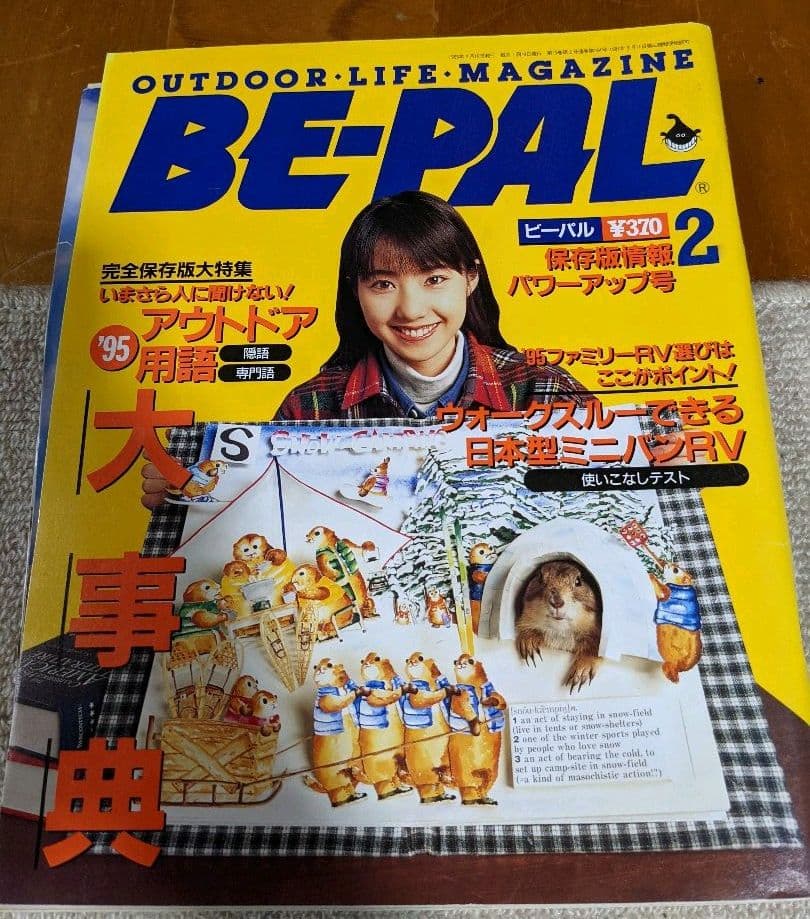 OUTDOOR・LIFE・MAGAZINE
BE-PAL
®
ビーパル ¥370 2
保存版情報
パワーアップ号
完全保存版大特集
いまさら人に聞けない!
'95 アウトドア
用語 隠語
専門語
大事典
'95ファミリーRV選びは
ここがポイント!
ウォークスルーできる
日本型ミニバンRV
使いこなしテスト
S
1 an act of staying in snow-field
(live in tents or snow-shelters)
2 one of the winter sports played
by people who love snow
3 an act of bearing the cold, to
set up camp-site in snow-field
(=a kind of masochistic action!?)